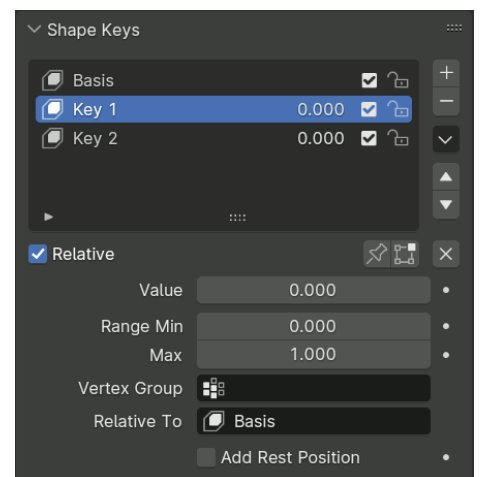 Shape Keys
Basis
Key 1 0.000
Key 2 0.000
Relative
Value 0.000
Range Min 0.000
Max 1.000
Vertex Group
Relative To Basis
Add Rest Position